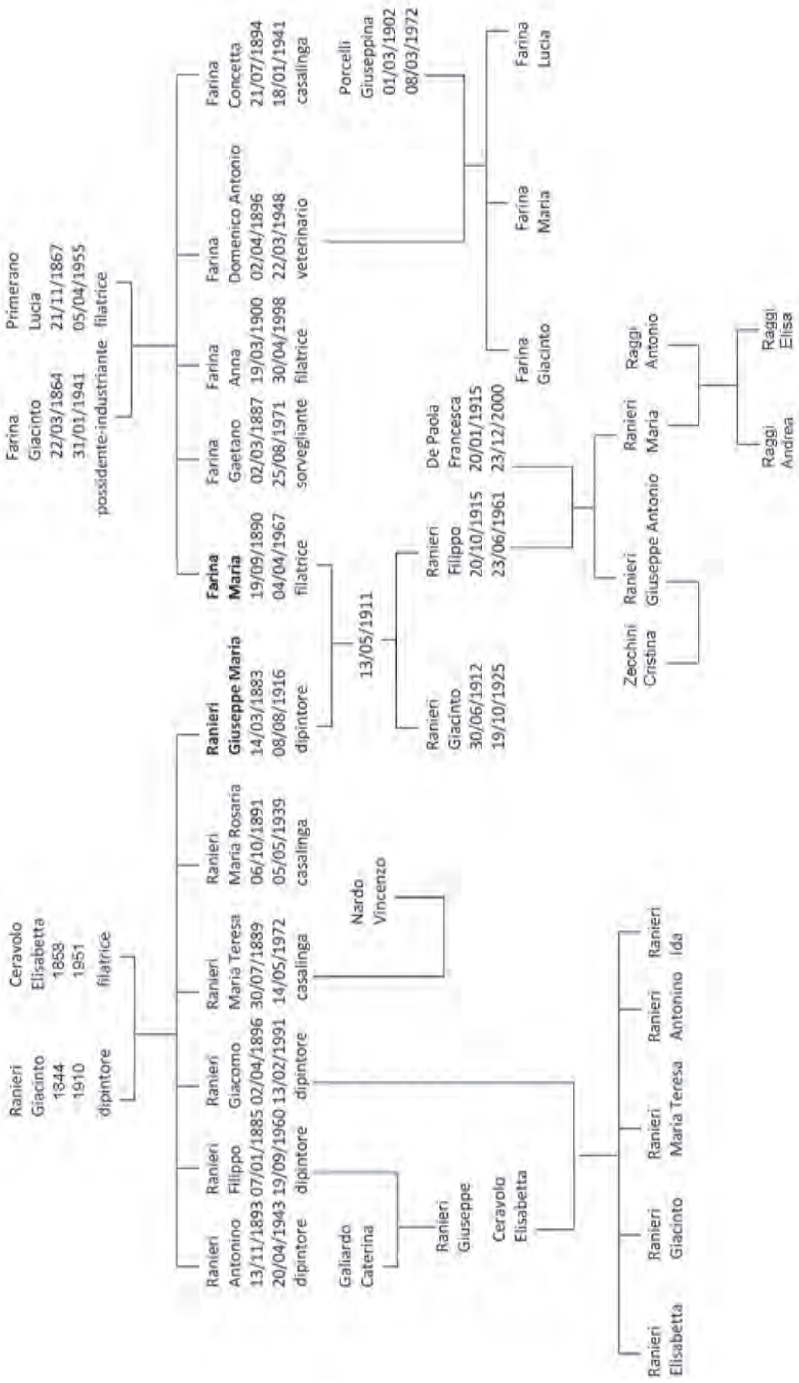 Ranieri
Giacinto
1844
1910
dipintore
Ceravolo
Elisabetta
1858
1951
filatrice
Farina
Giacinto
22/03/1864
31/01/1941
possidente-industriante
Primerano
Lucia
21/11/1867
05/04/1955
filatrice
Ranieri
Antonino
13/11/1893
20/04/1943
dipintore
Ranieri
Filippo
07/01/1885
19/09/1960
dipintore
Ranieri
Giacomo
02/04/1896
13/02/1991
dipintore
Ranieri
Maria Teresa
30/07/1889
14/05/1972
casalinga
Ranieri
Maria Rosaria
06/10/1891
05/05/1939
casalinga
Ranieri
Giuseppe Maria
14/03/1883
08/08/1916
dipintore
Farina
Maria
19/09/1890
04/04/1967
filatrice
Farina
Gaetano
02/03/1887
25/08/1971
sorvegliante
Farina
Anna
19/03/1900
30/04/1998
filatrice
Farina
Domenico Antonio
02/04/1896
22/03/1948
veterinario
Farina
Concetta
21/07/1894
18/01/1941
casalinga
Galiardo
Caterina
Nardo
Vincenzo
13/05/1911
Porcelli
Giuseppina
01/03/1902
08/03/1972
Ranieri
Giuseppe
Ceravolo
Elisabetta
Ranieri
Giacinto
30/06/1912
19/10/1925
Ranieri
Filippo
20/10/1915
23/06/1961
De Paola
Francesca
20/01/1915
23/12/2000
Farina
Giacinto
Farina
Maria
Farina
Lucia
Ranieri
Elisabetta
Ranieri
Giacinto
Ranieri
Maria Teresa
Ranieri
Antonino
Ranieri
Ida
Zecchini
Cristina
Ranieri
Giuseppe Antonio
Ranieri
Maria
Raggi
Antonio
Raggi
Andrea
Raggi
Elisa